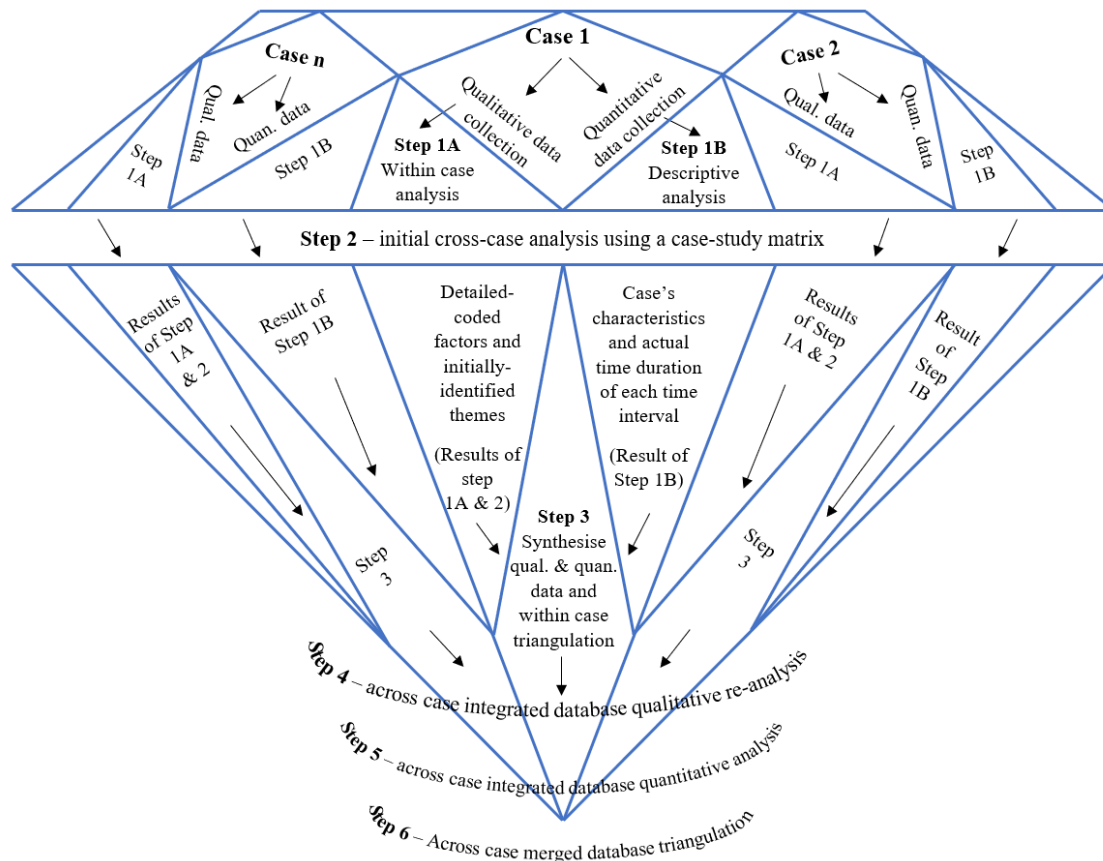 Case n
Qual. data
Quan. data
Step
1A
Step 1B
Case 1
Qualitative data
collection
Quantitative
data collection
Step 1A
Within case
analysis
Step 1B
Descriptive
analysis
Case 2
Qual. data
Quan. data
Step 1A
Step
1B
Step 2 – initial cross-case analysis using a case-study matrix
Results
of Step
1A
& 2
Result of
Step 1B
Detailed-
coded
factors and
initially-
identified
themes
(Results of
step
1A & 2)
Case’s
characteristics
and actual
time duration
of each time
interval
(Result of
Step 1B)
Results
of Step
1A & 2
Result
of
Step
1B
Step
3
Step 3
Synthesise
qual. & quan.
data and
within case
triangulation
Step
3
Step 4 – across case integrated database qualitative re-analysis
Step 5 – across case integrated database quantitative analysis
Step 6 – Across case merged database triangulation